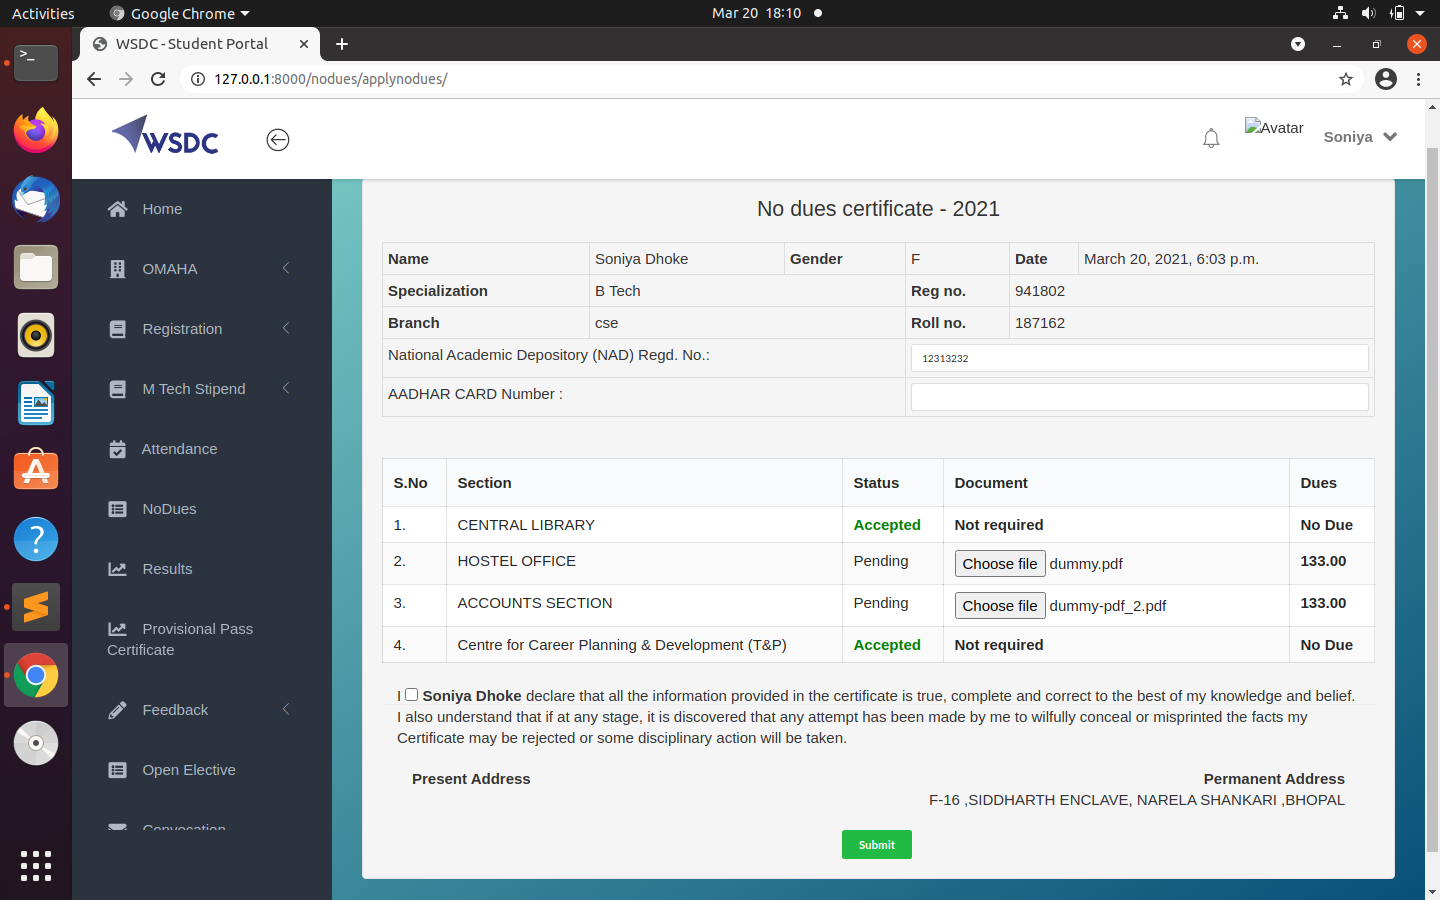 Activities Google Chrome Mar 20 18:10
WSDC - Student Portal
127.0.0.1:8000/nodues/applynodues/
WSDC Avatar Soniya
Home
OMAHA
Registration
M Tech Stipend
Attendance
NoDues
Results
Provisional Pass
Certificate
Feedback
Open Elective
Convocation
No dues certificate - 2021
Name Soniya Dhoke Gender F Date March 20, 2021, 6:03 p.m.
Specialization B Tech Reg no. 941802
Branch cse Roll no. 187162
National Academic Depository (NAD) Regd. No.: 12313232
AADHAR CARD Number :
S.No Section Status Document Dues
1. CENTRAL LIBRARY Accepted Not required No Due
2. HOSTEL OFFICE Pending Choose file dummy.pdf 133.00
3. ACCOUNTS SECTION Pending Choose file dummy-pdf_2.pdf 133.00
4. Centre for Career Planning & Development (T&P) Accepted Not required No Due
I Soniya Dhoke declare that all the information provided in the certificate is true, complete and correct to the best of my knowledge and belief.
I also understand that if at any stage, it is discovered that any attempt has been made by me to wilfully conceal or misprinted the facts my
Certificate may be rejected or some disciplinary action will be taken.
Present Address Permanent Address
F-16 ,SIDDHARTH ENCLAVE, NARELA SHANKARI ,BHOPAL
Submit